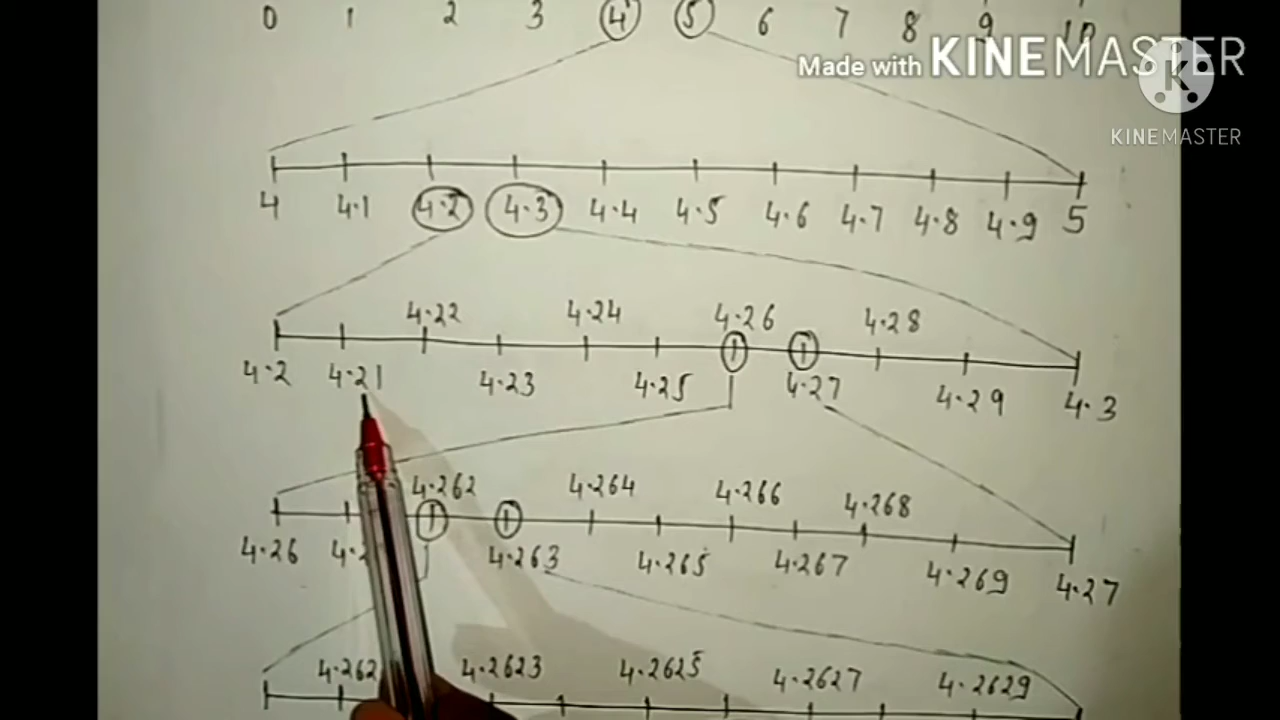 0 1 2 3 4 5 6 7 8 9 10
Made with KINEMASTER
K
KINEMASTER
4 4.1 4.2 4.3 4.4 4.5 4.6 4.7 4.8 4.9 5
4.22 4.24 4.26 4.28
4.2 4.21 4.23 4.25 4.27 4.29 4.3
4.262 4.264 4.266 4.268
4.26 4.263 4.265 4.267 4.269 4.27
4.2623 4.2625 4.2627 4.2629